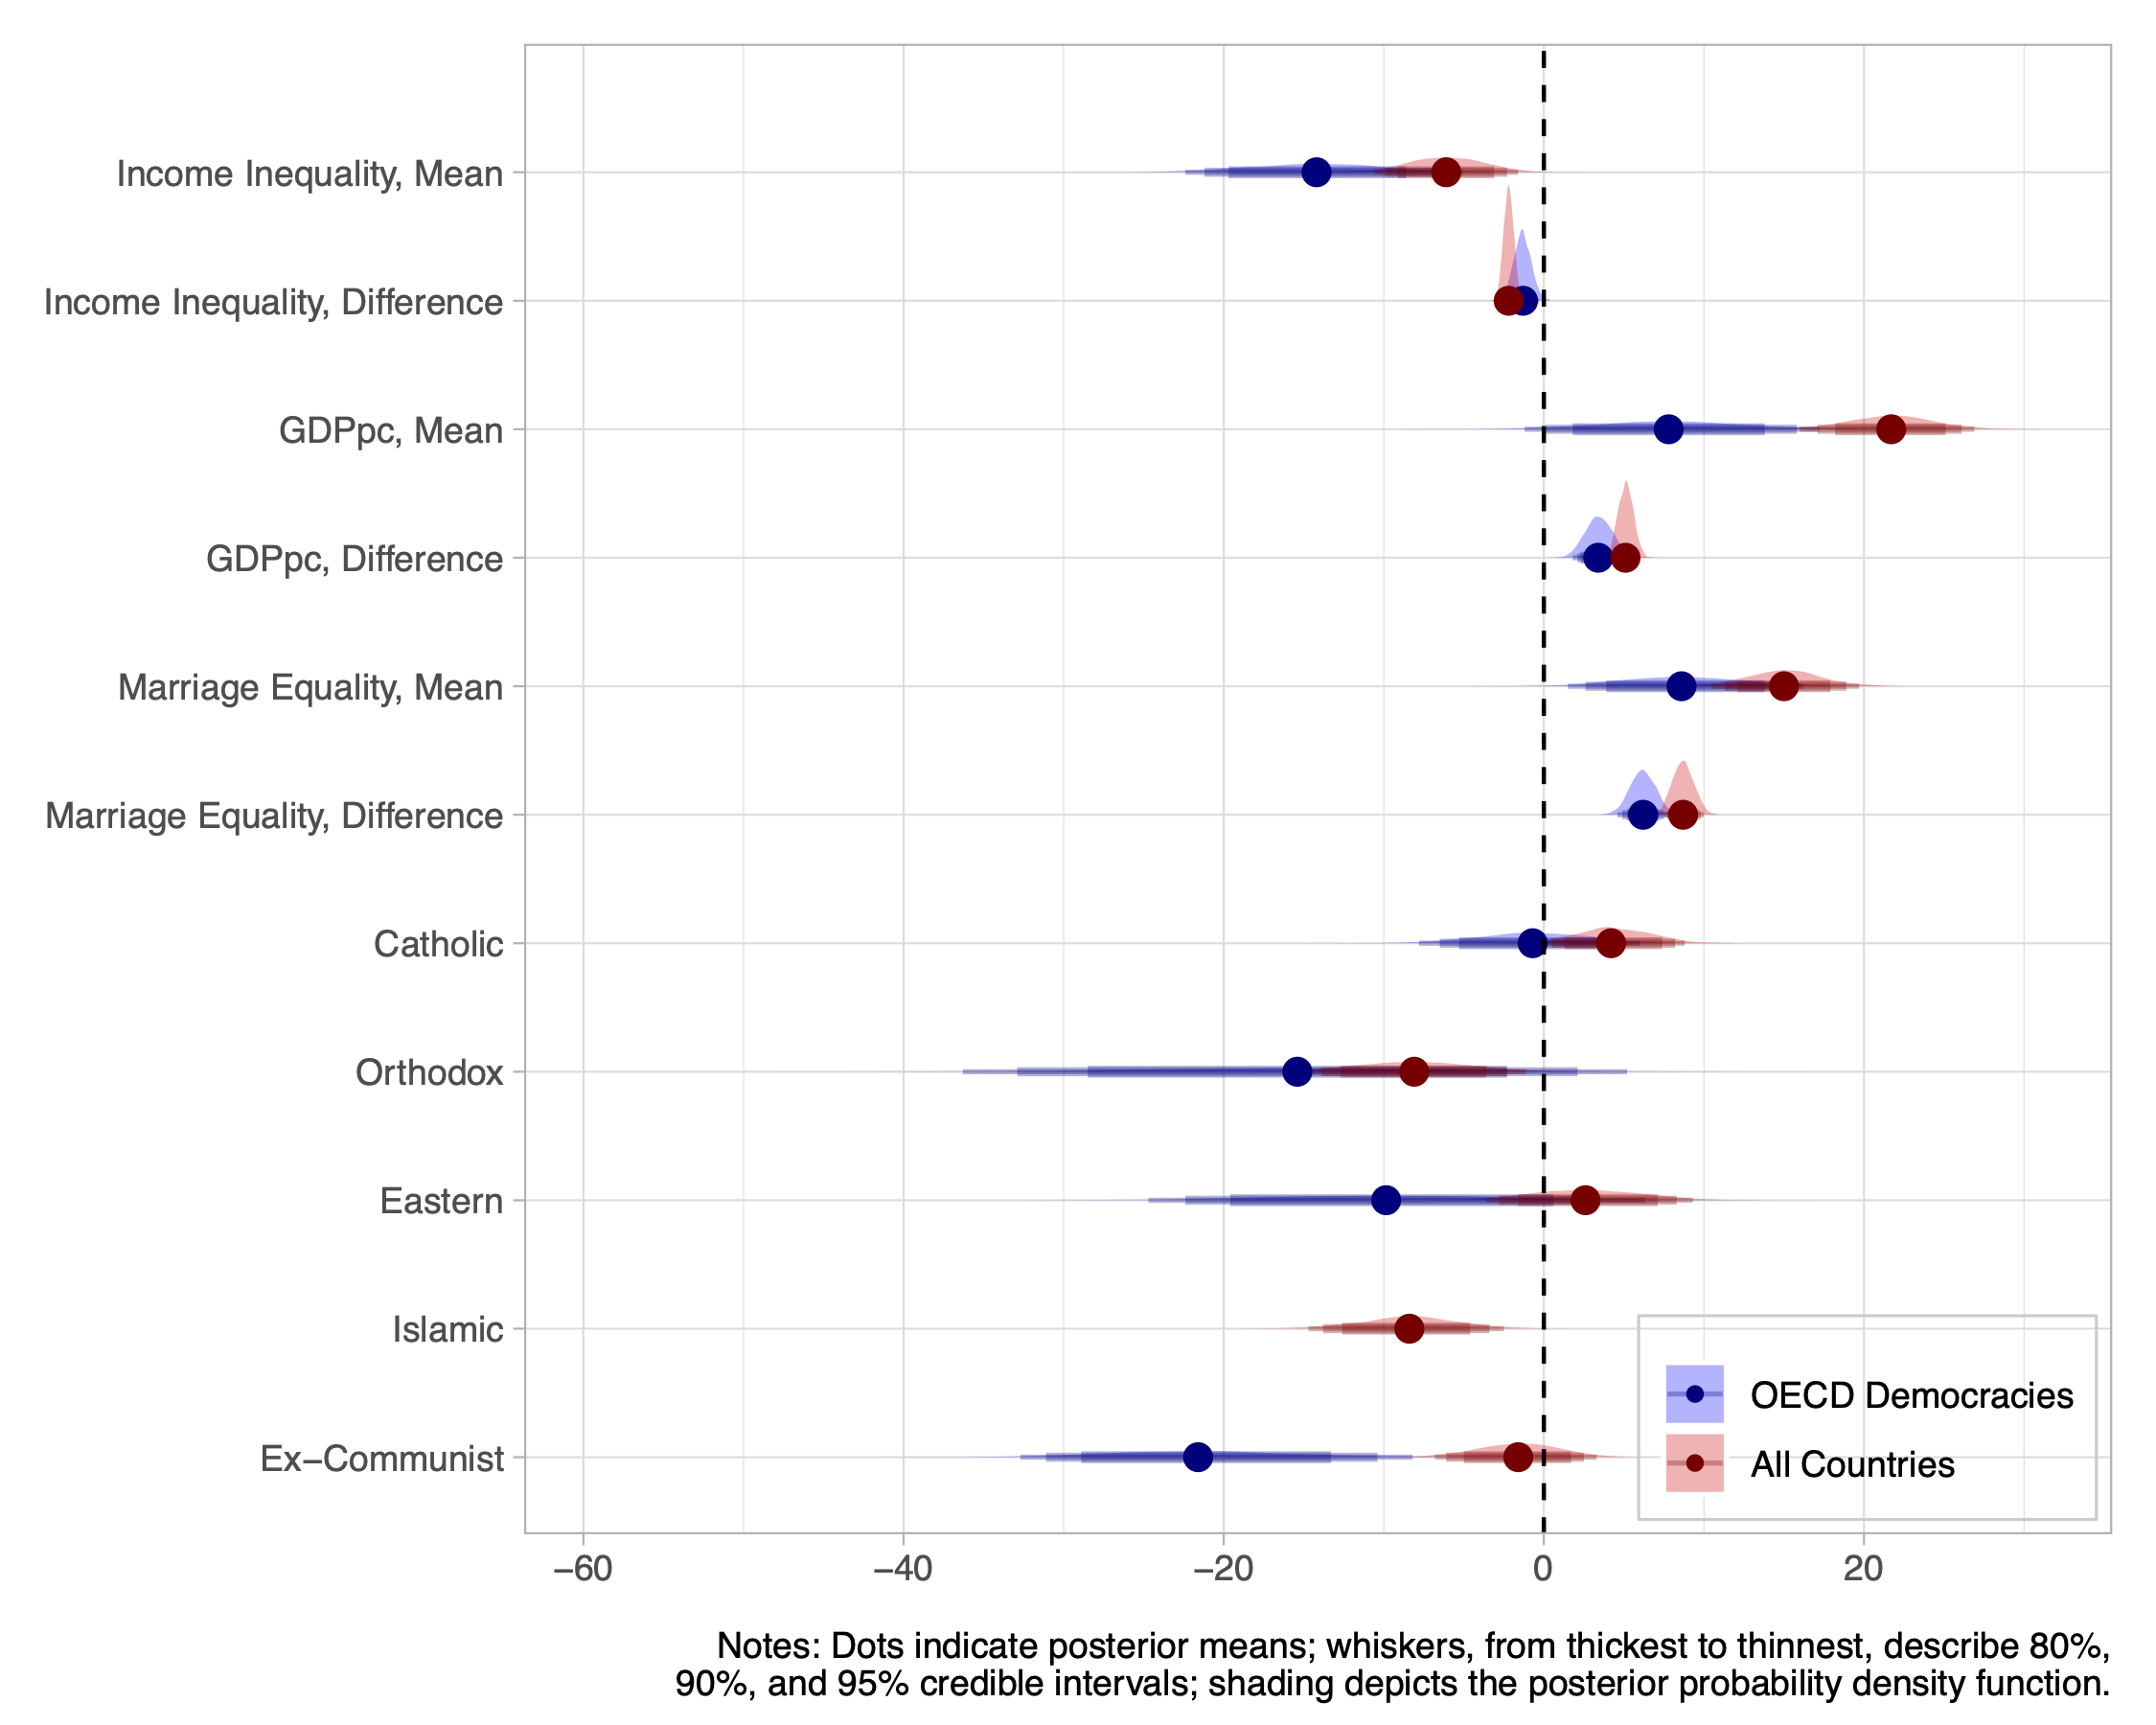 Income Inequality, Mean
Income Inequality, Difference
GDPpc, Mean
GDPpc, Difference
Marriage Equality, Mean
Marriage Equality, Difference
Catholic
Orthodox
Eastern
Islamic
Ex−Communist
OECD Democracies
All Countries
−60 −40 −20 0 20
Notes: Dots indicate posterior means; whiskers, from thickest to thinnest, describe 80%,
90%, and 95% credible intervals; shading depicts the posterior probability density function.